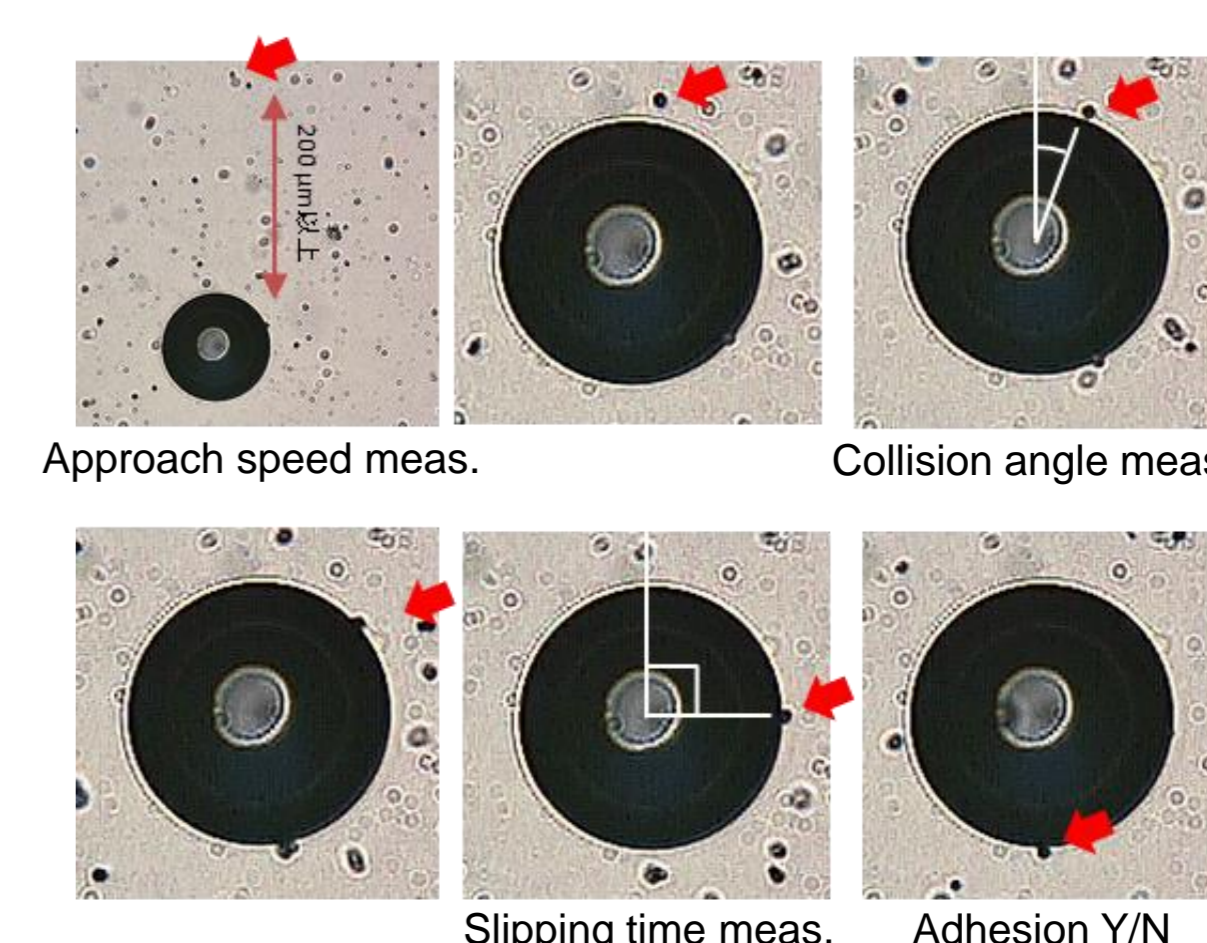 200 μm以上
Approach speed meas.
Collision angle meas
Slipping time meas.
Adhesion Y/N